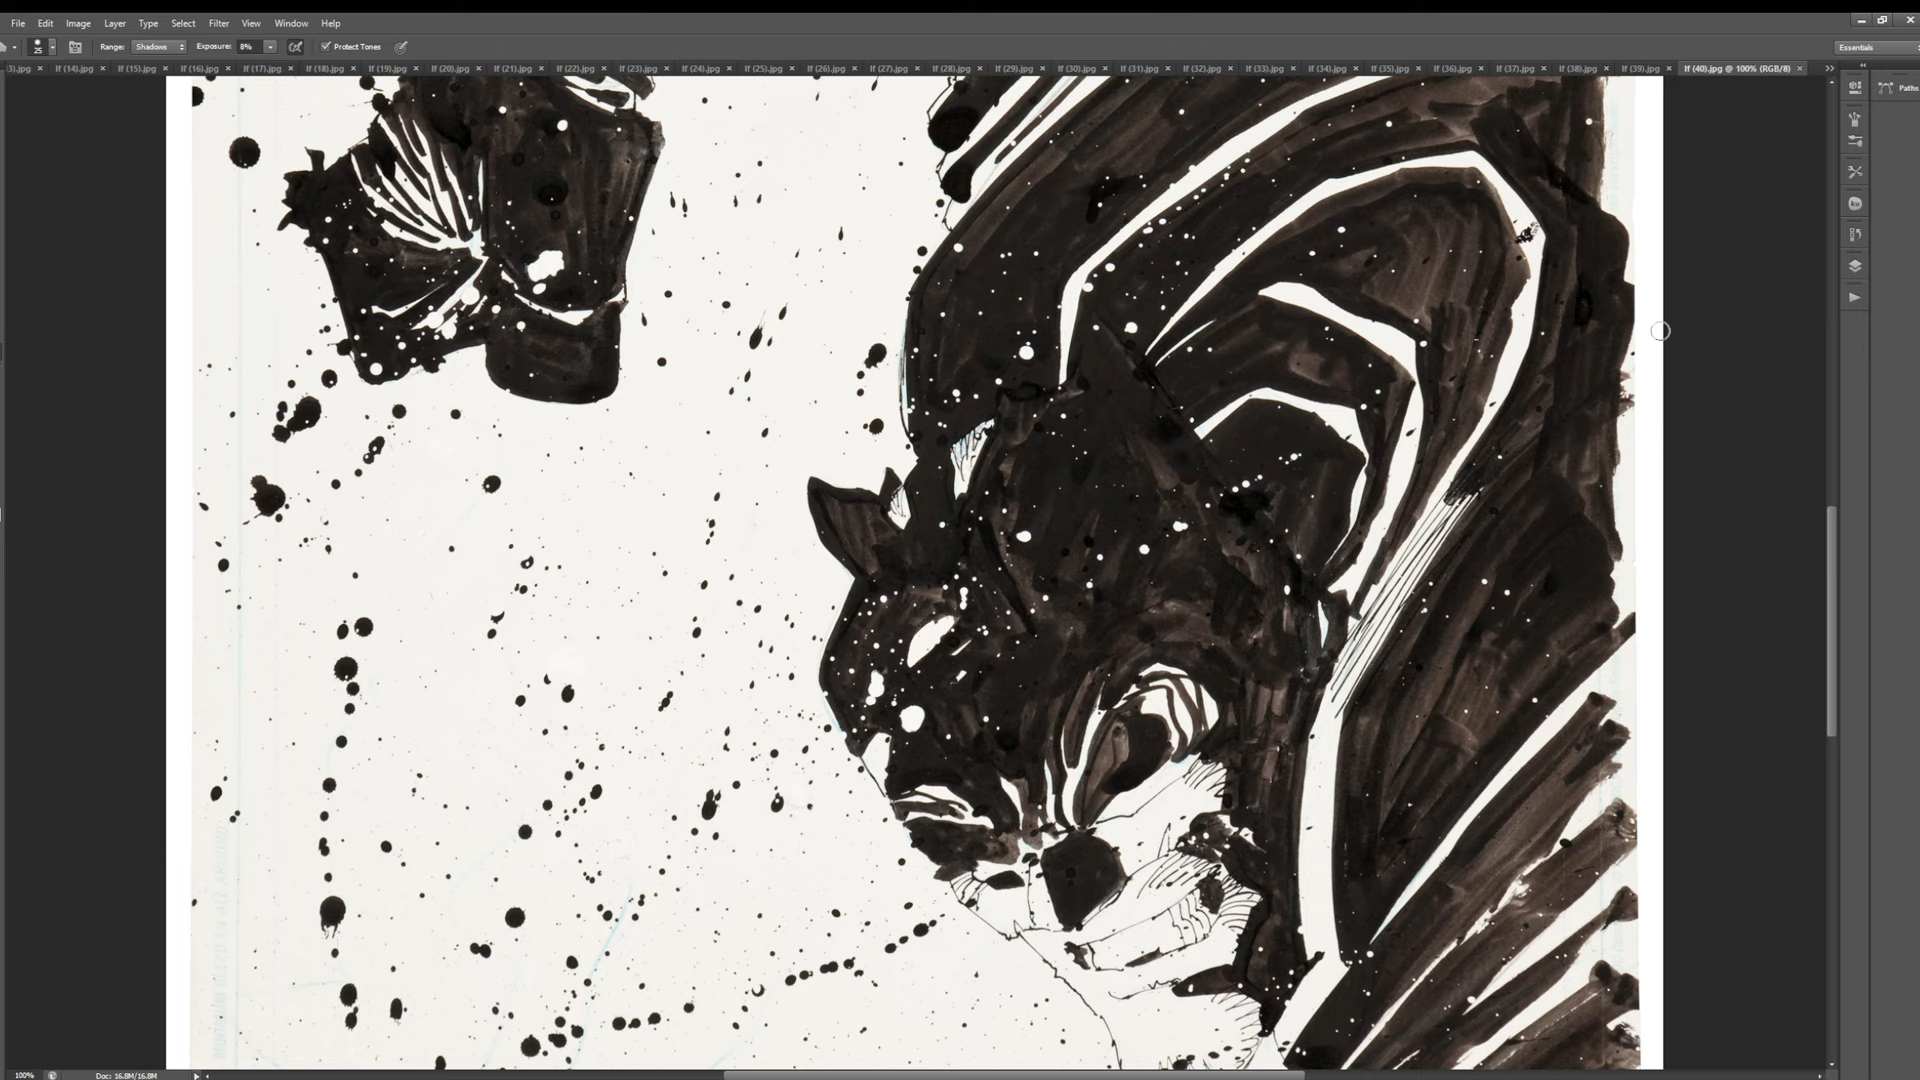 File Edit Image Layer Type Select Filter View Window Help
25 Range: Shadows Exposure: 8% Protect Tones Essentials
(3).jpg × lf (14).jpg × lf (15).jpg × lf (16).jpg × lf (17).jpg × lf (18).jpg × lf (19).jpg × lf (20).jpg × lf (21).jpg × lf (22).jpg × lf (23).jpg × lf (24).jpg × lf (25).jpg × lf (26).jpg × lf (27).jpg × lf (28).jpg × lf (29).jpg × lf (30).jpg × lf (31).jpg × lf (32).jpg × lf (33).jpg × lf (34).jpg × lf (35).jpg × lf (36).jpg × lf (37).jpg × lf (38).jpg × lf (39).jpg × lf (40).jpg @ 100% (RGB/8) ×
Paths
ku
100% Doc: 16.8M/16.8M